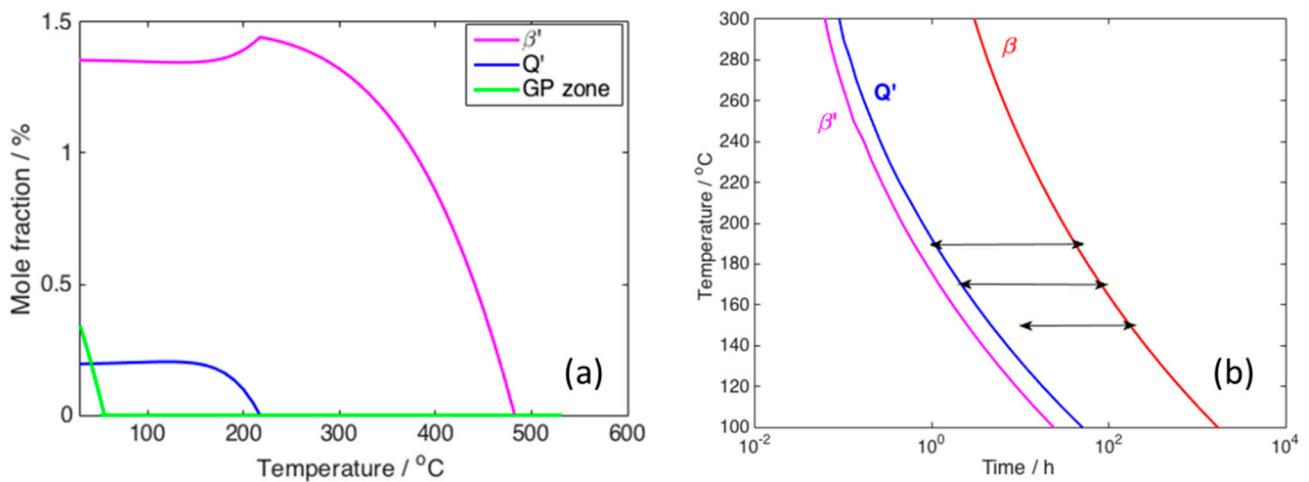 1.5
1
0.5
0
100
200
300
400
500
600
Mole fraction / %
Temperature / °C
β'
Q'
GP zone
(a)
300
280
260
240
220
200
180
160
140
120
100
10⁻²
10⁰
10²
10⁴
Temperature / °C
Time / h
β'
Q'
β
(b)